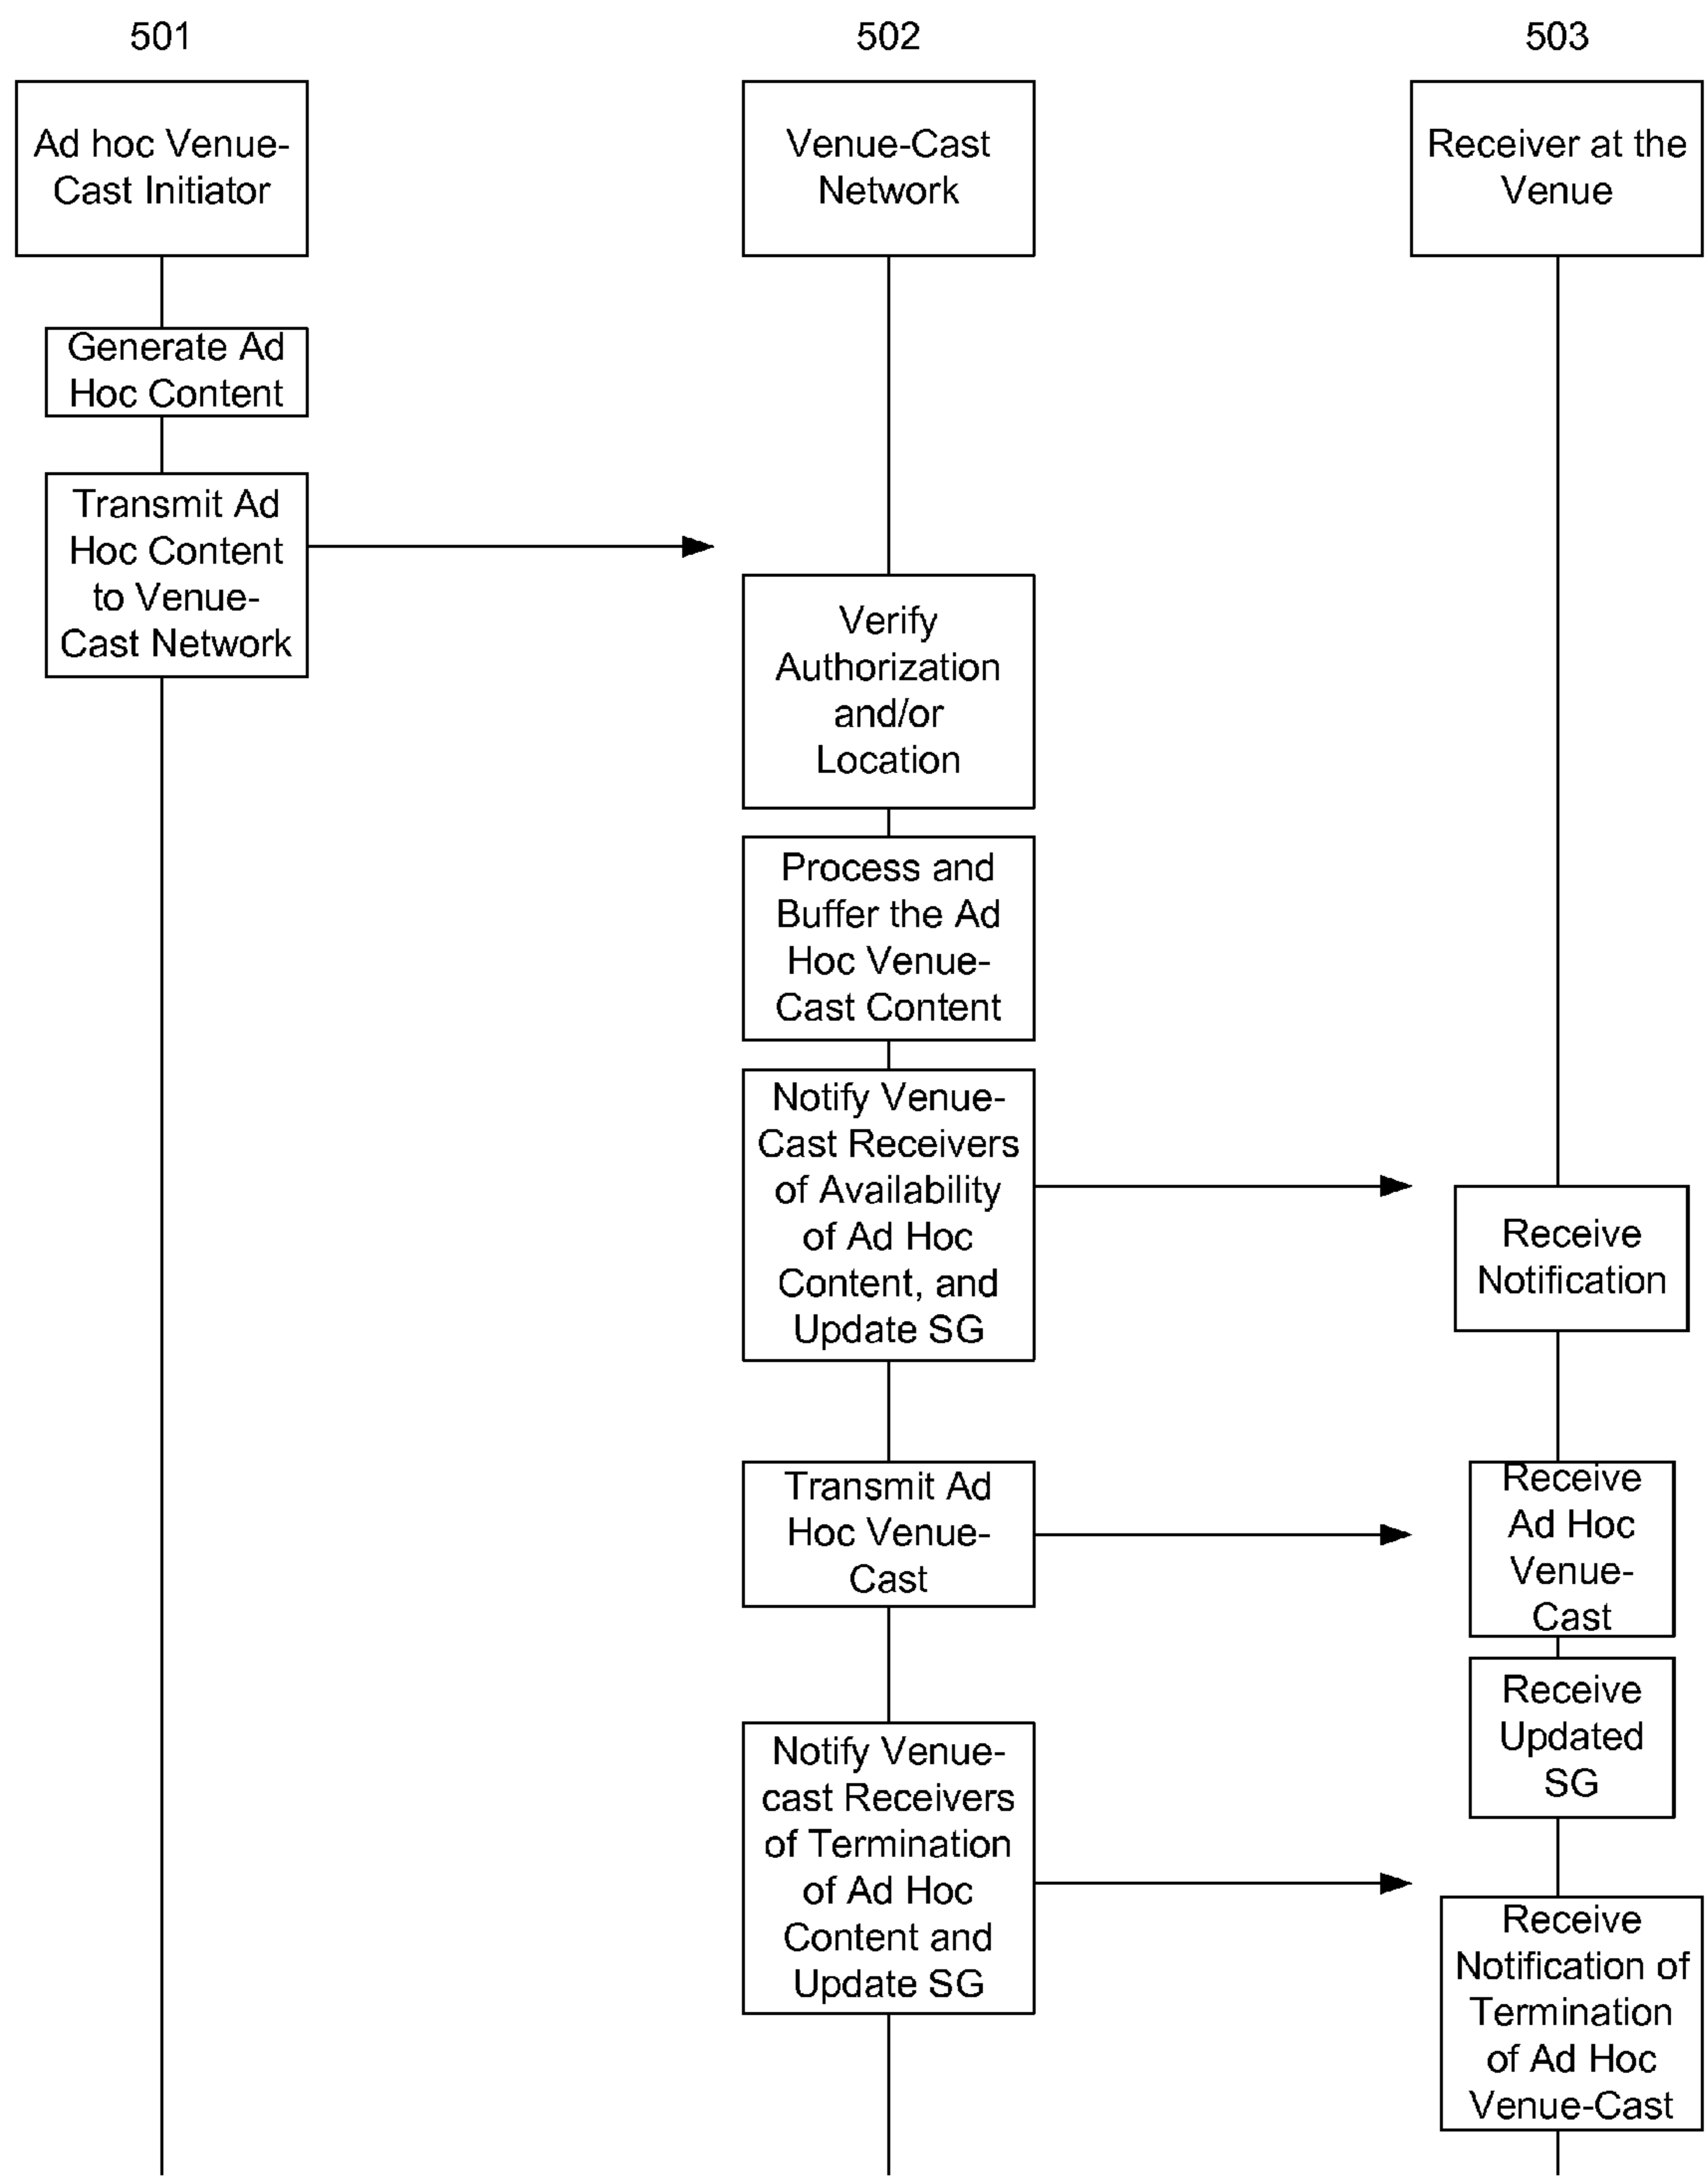 501
502
503
Ad hoc Venue-
Cast Initiator
Venue-Cast
Network
Receiver at the
Venue
Generate Ad
Hoc Content
Transmit Ad
Hoc Content
to Venue-
Cast Network
Verify
Authorization
and/or
Location
Process and
Buffer the Ad
Hoc Venue-
Cast Content
Notify Venue-
Cast Receivers
of Availability
of Ad Hoc
Content, and
Update SG
Receive
Notification
Transmit Ad
Hoc Venue-
Cast
Receive
Ad Hoc
Venue-
Cast
Receive
Updated
SG
Notify Venue-
cast Receivers
of Termination
of Ad Hoc
Content and
Update SG
Receive
Notification of
Termination
of Ad Hoc
Venue-Cast